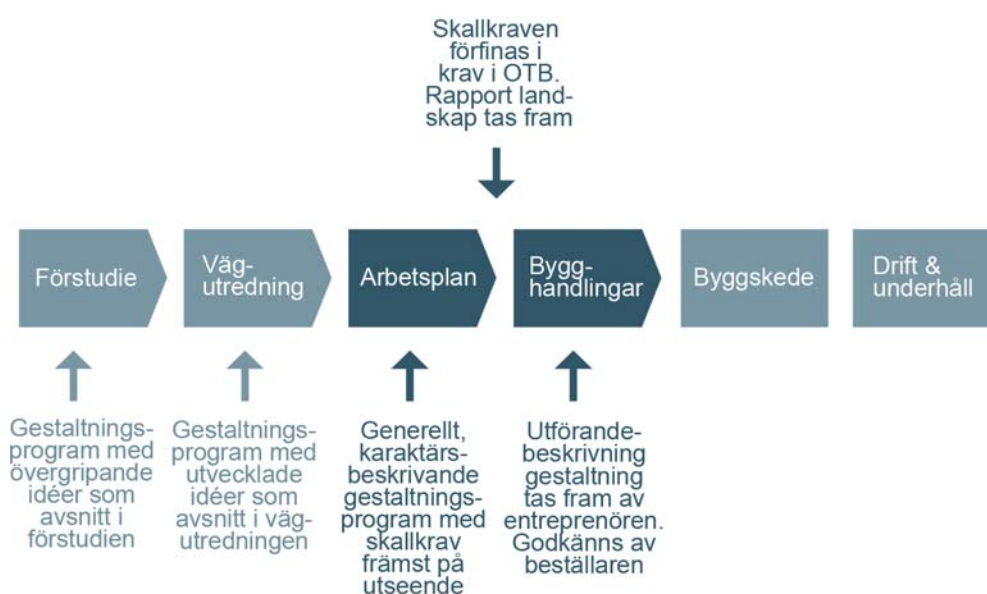 Skallkraven
förfinas i
krav i OTB.
Rapport land-
skap tas fram
Förstudie
Väg-
utredning
Arbetsplan
Bygg-
handlingar
Byggskede
Drift &
underhåll
Gestaltnings-
program med
övergripande
idéer som
avsnitt i
förstudien
Gestaltnings-
program med
utvecklade
idéer som
avsnitt i väg-
utredningen
Generellt,
karaktärs-
beskrivande
gestaltnings-
program med
skallkrav
främst på
utseende
Utförande-
beskrivning
gestaltning
tas fram av
entreprenören.
Godkänns av
beställaren